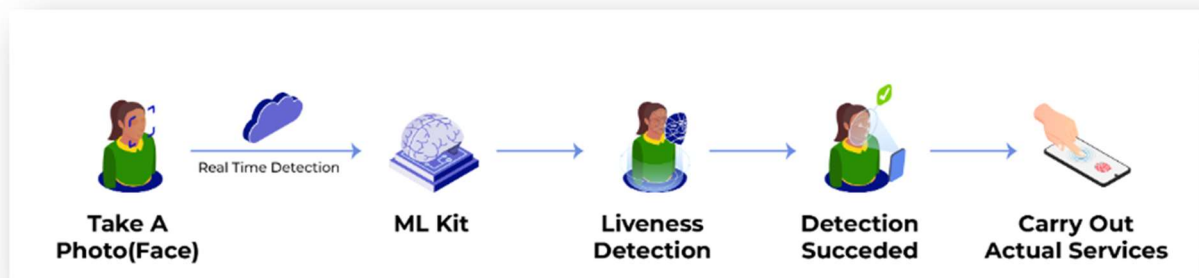 Real Time Detection
Take A
Photo(Face)
ML Kit
Liveness
Detection
Detection
Succeded
Carry Out
Actual Services